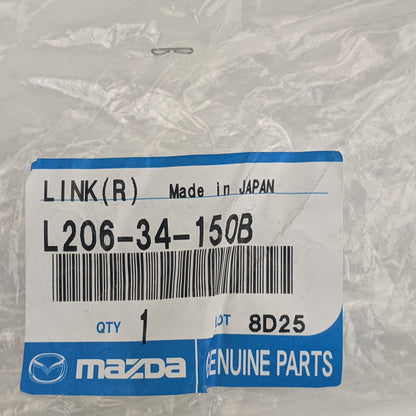 LINK(R) Made in JAPAN
L206-34-150B
QTY 1 LOT 8D25
mazda GENUINE PARTS